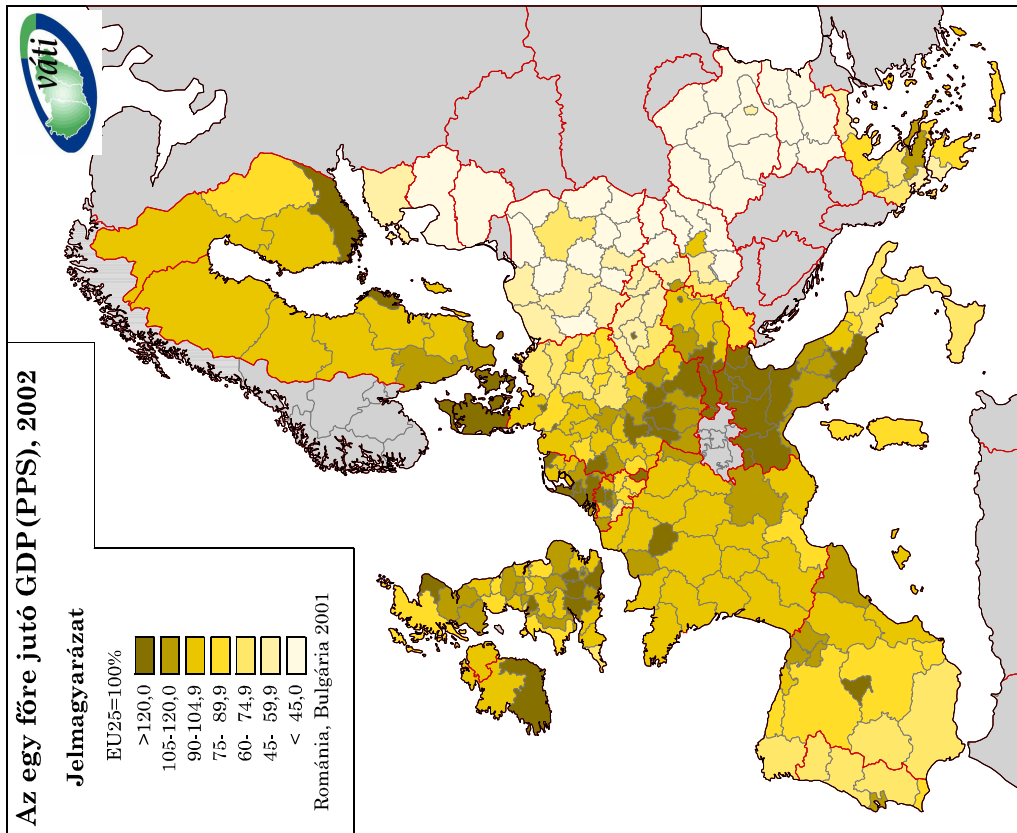 Az egy főre jutó GDP (PPS), 2002
Jelmagyarázat
EU25=100%
>120,0
105-120,0
90-104,9
75- 89,9
60- 74,9
45- 59,9
< 45,0
Románia, Bulgária 2001
váti